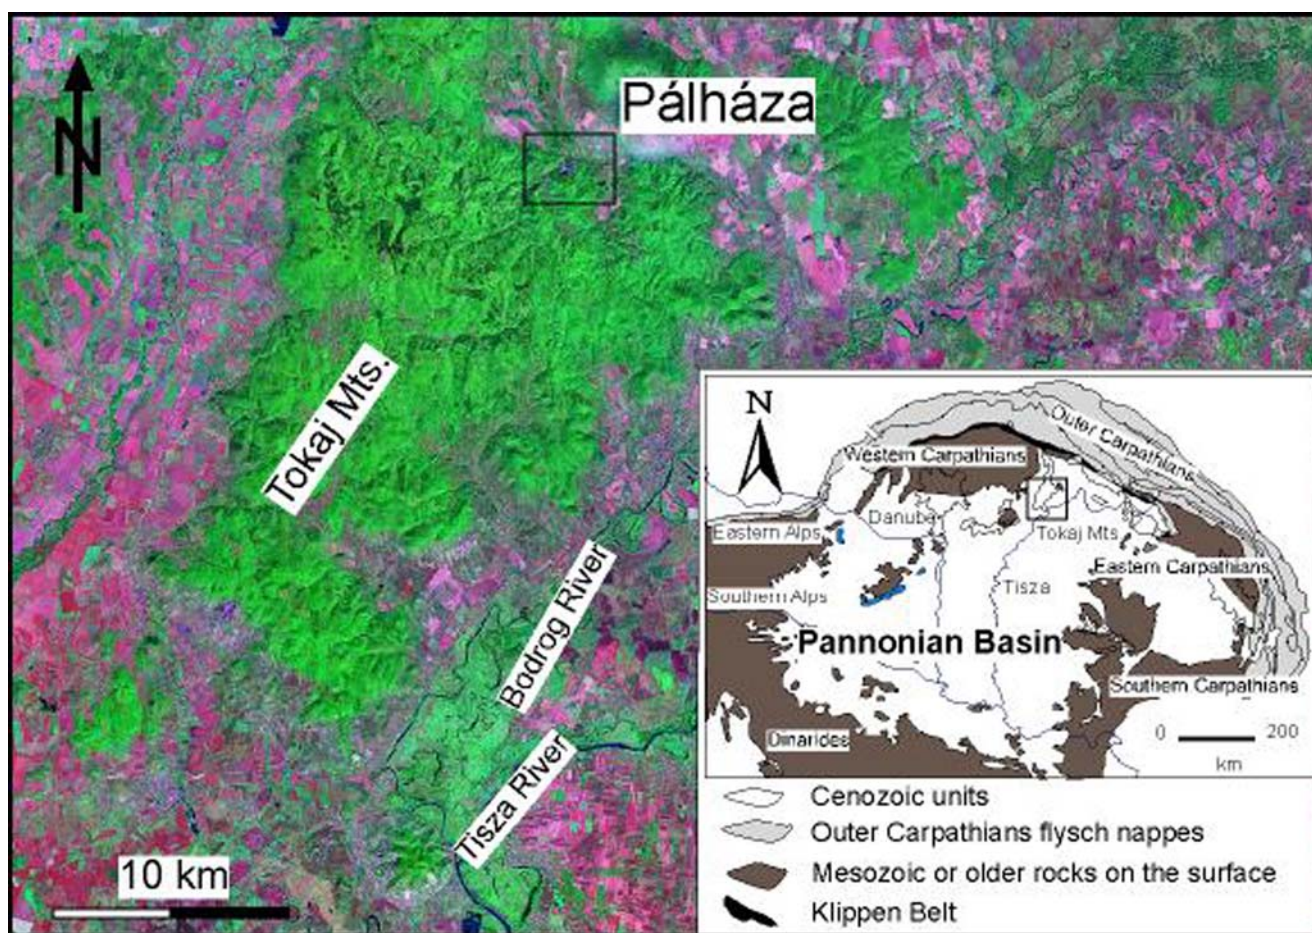 N
Pálháza
Tokaj Mts.
Bodrog River
Tisza River
10 km
N
Outer Carpathians
Western Carpathians
Danube
Tokaj Mts
Eastern Alps
Eastern Carpathians
Southern Alps
Tisza
Pannonian Basin
Southern Carpathians
Dinarides
0 200
km
Cenozoic units
Outer Carpathians flysch nappes
Mesozoic or older rocks on the surface
Klippen Belt